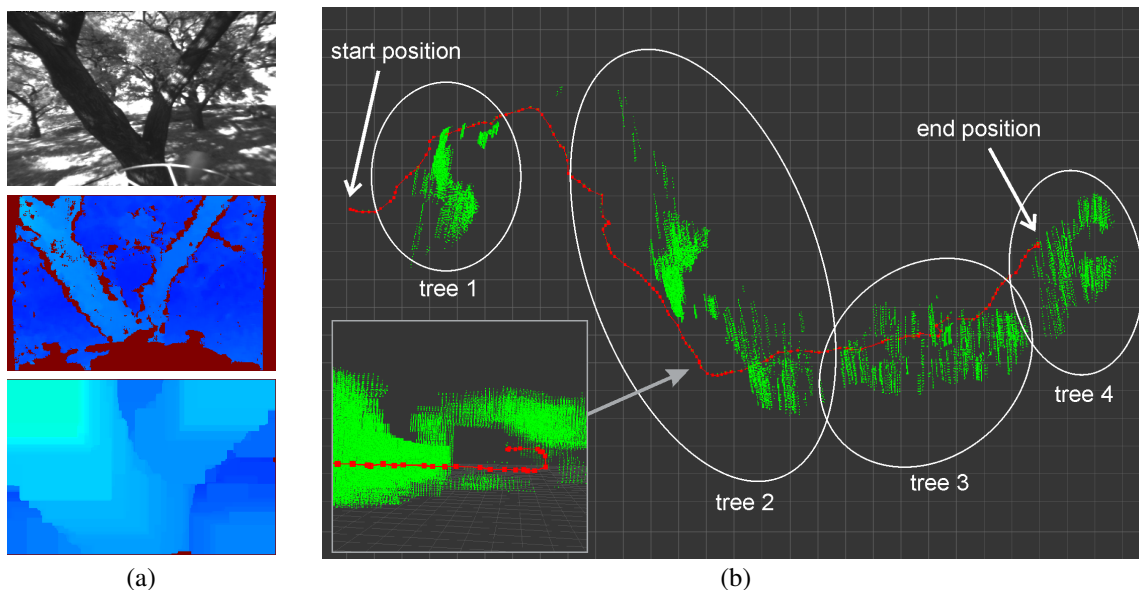 start position
tree 1
end position
tree 4
tree 3
tree 2
(a)
(b)